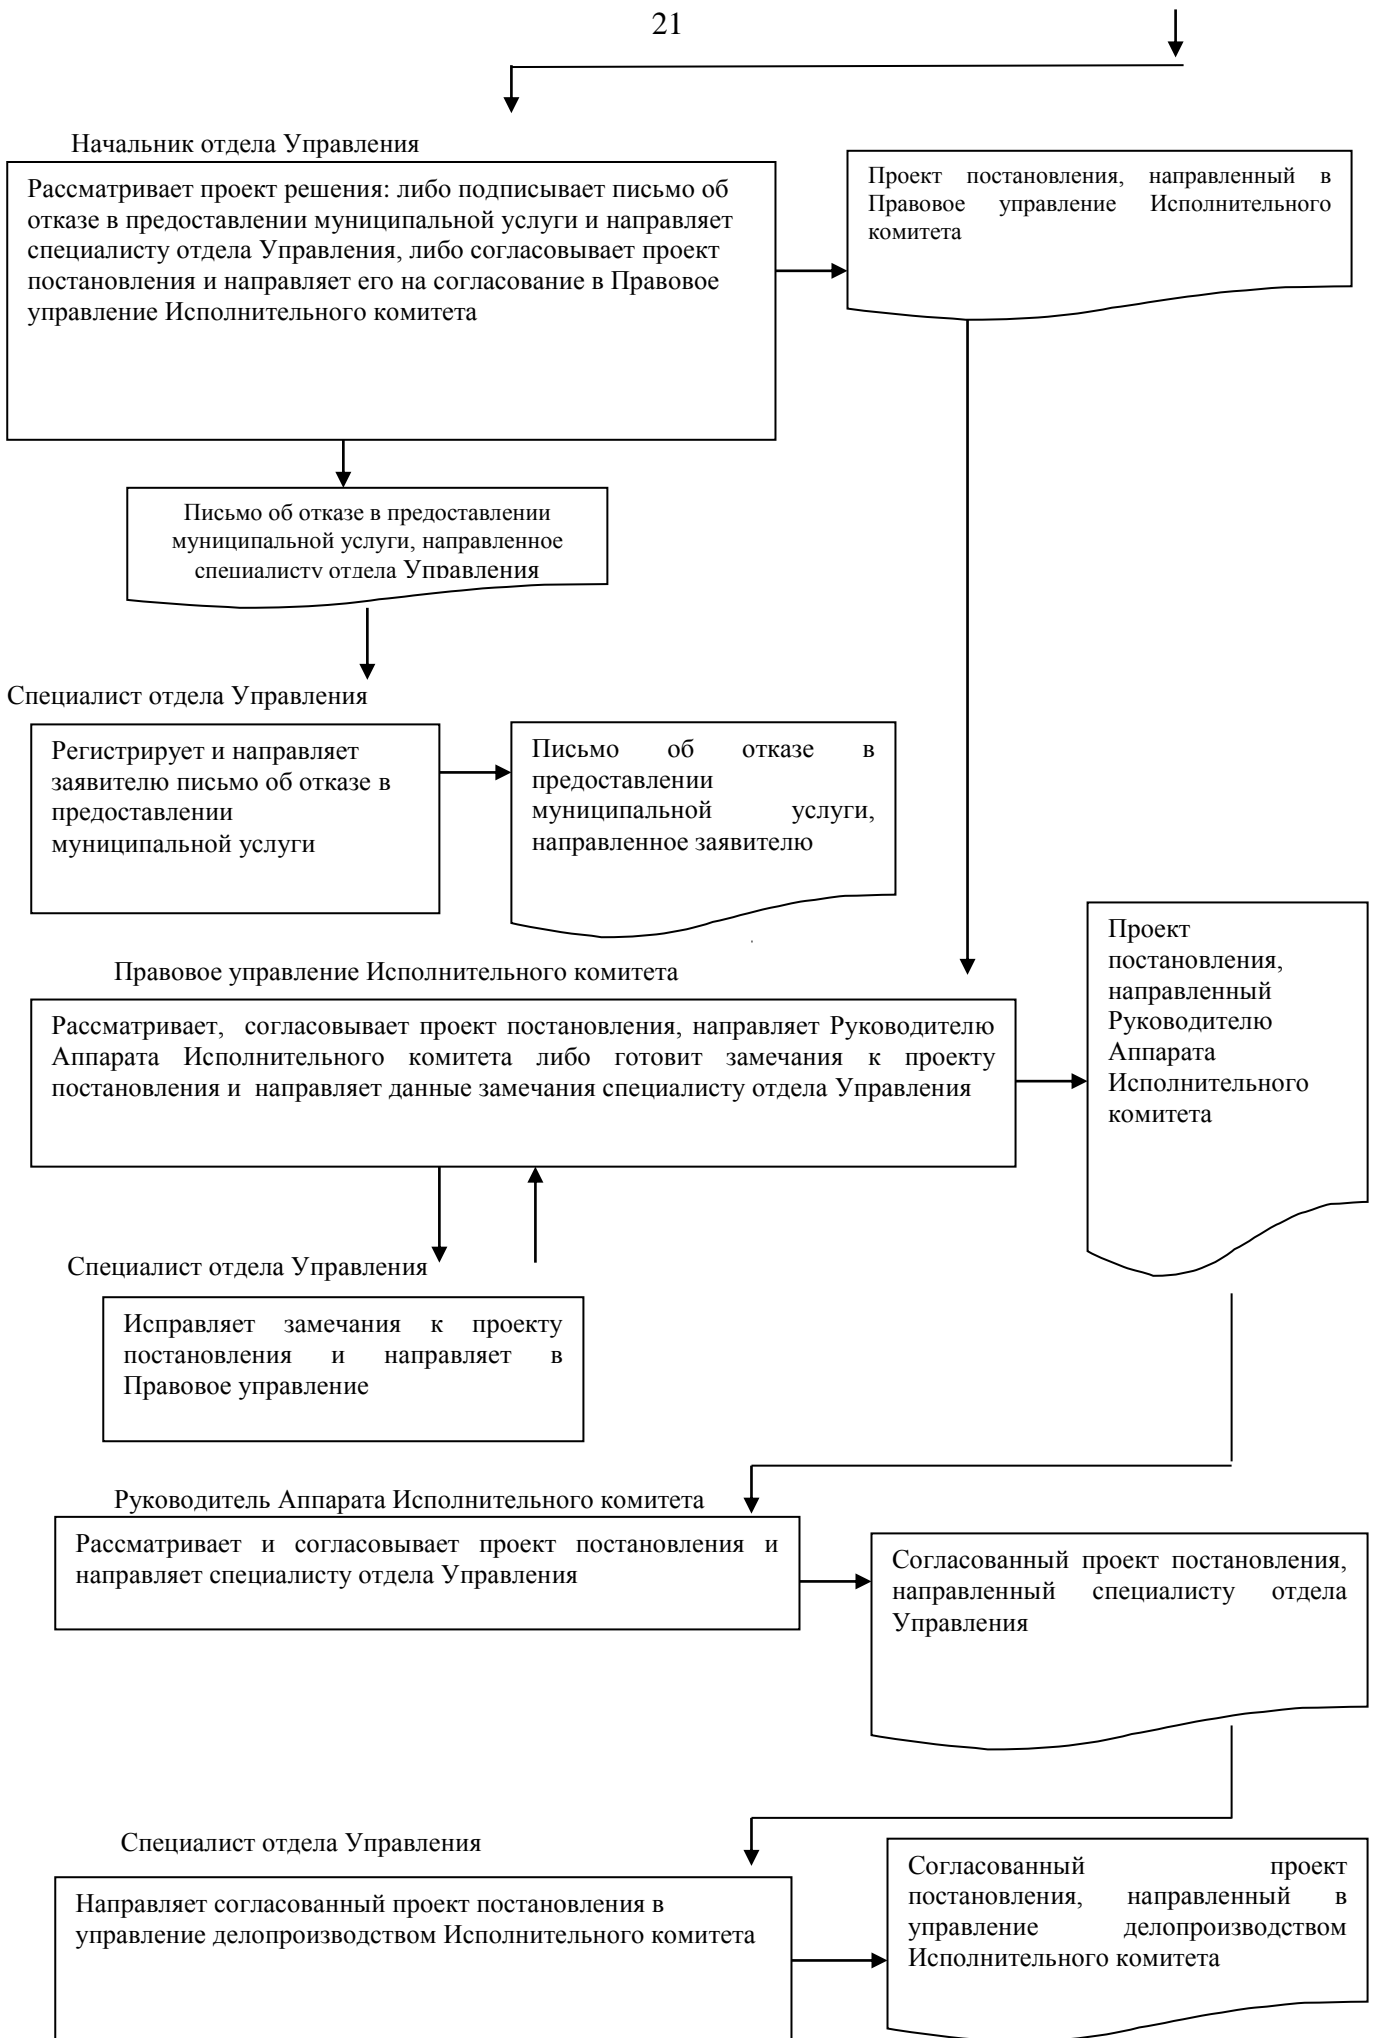 21
Начальник отдела Управления
Рассматривает проект решения: либо подписывает письмо об
отказе в предоставлении муниципальной услуги и направляет
специалисту отдела Управления, либо согласовывает проект
постановления и направляет его на согласование в Правовое
управление Исполнительного комитета
Проект постановления, направленный в
Правовое управление Исполнительного
комитета
Письмо об отказе в предоставлении
муниципальной услуги, направленное
специалисту отдела Управления
Специалист отдела Управления
Регистрирует и направляет
заявителю письмо об отказе в
предоставлении
муниципальной услуги
Письмо об отказе в
предоставлении
муниципальной услуги,
направленное заявителю
Правовое управление Исполнительного комитета
Рассматривает, согласовывает проект постановления, направляет Руководителю
Аппарата Исполнительного комитета либо готовит замечания к проекту
постановления и направляет данные замечания специалисту отдела Управления
Проект
постановления,
направленный
Руководителю
Аппарата
Исполнительного
комитета
Специалист отдела Управления
Исправляет замечания к проекту
постановления и направляет в
Правовое управление
Руководитель Аппарата Исполнительного комитета
Рассматривает и согласовывает проект постановления и
направляет специалисту отдела Управления
Согласованный проект постановления,
направленный специалисту отдела
Управления
Специалист отдела Управления
Направляет согласованный проект постановления в
управление делопроизводством Исполнительного комитета
Согласованный проект
постановления, направленный в
управление делопроизводством
Исполнительного комитета